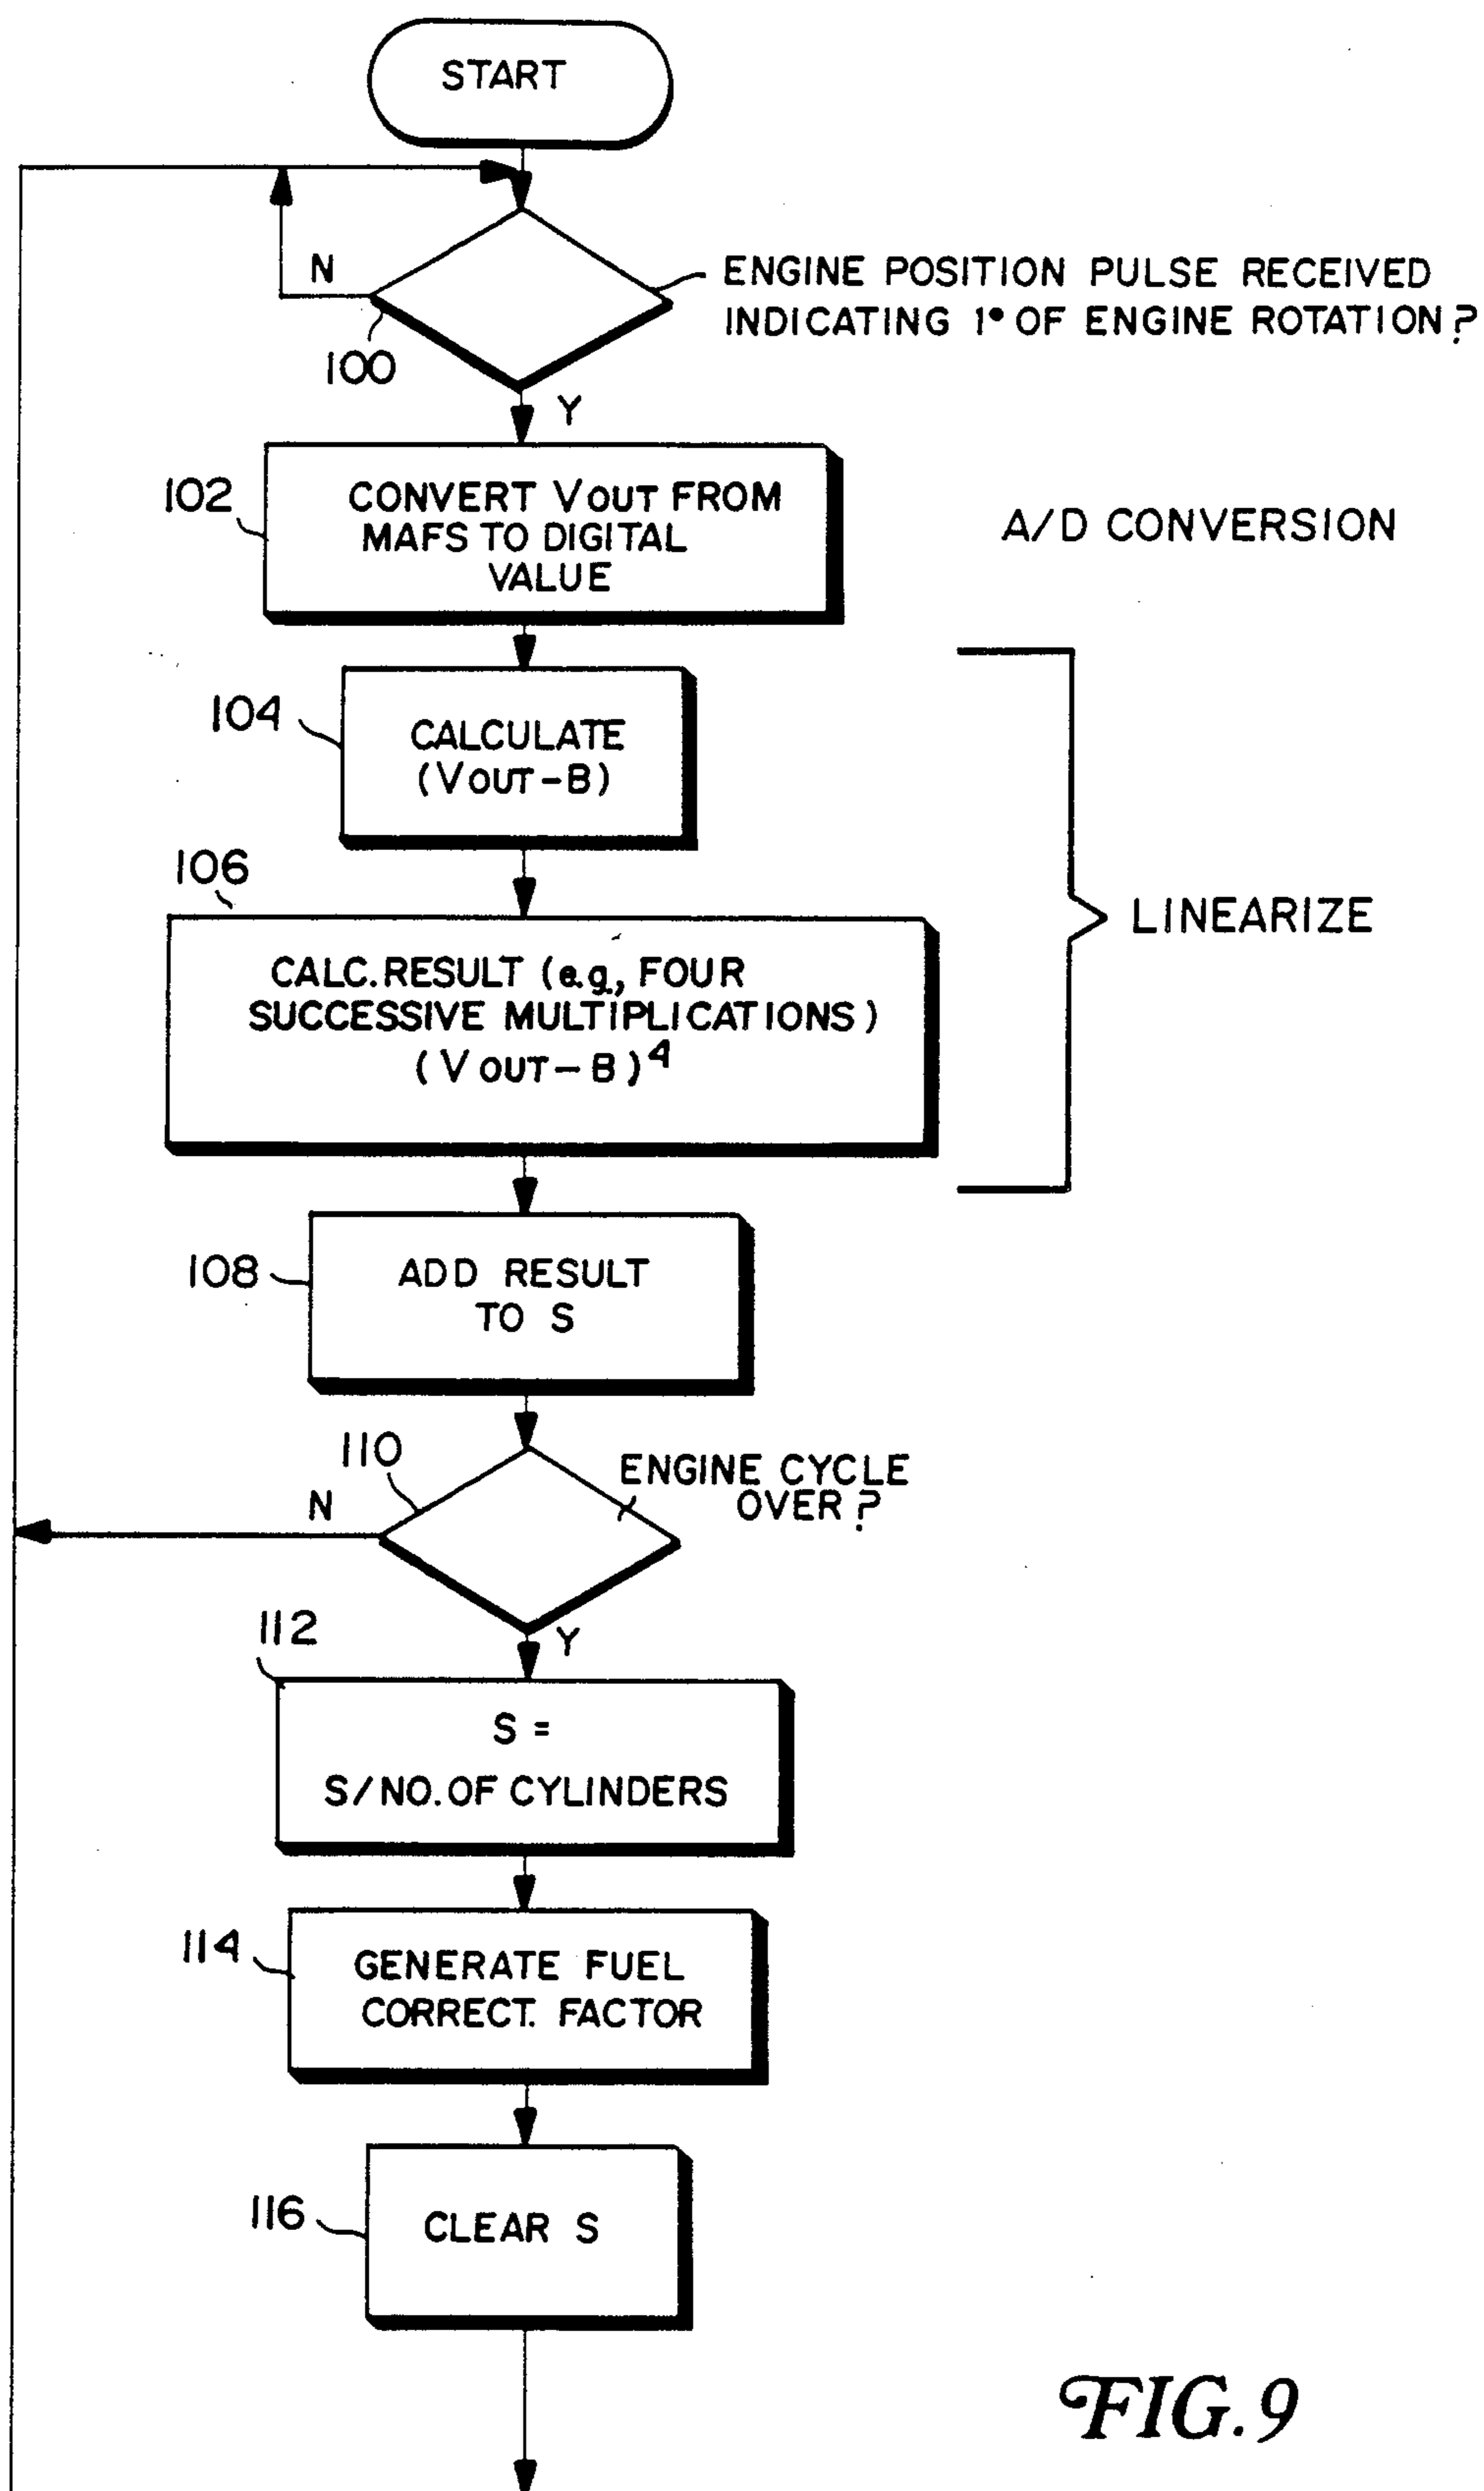 START
N
ENGINE POSITION PULSE RECEIVED
INDICATING 1° OF ENGINE ROTATION?
100
Y
102
CONVERT VOUT FROM
MAFS TO DIGITAL
VALUE
A/D CONVERSION
104
CALCULATE
(VOUT-B)
106
CALC. RESULT (e.g., FOUR
SUCCESSIVE MULTIPLICATIONS)
(VOUT-B)⁴
LINEARIZE
108
ADD RESULT
TO S
110
ENGINE CYCLE
OVER?
N
Y
112
S =
S/NO. OF CYLINDERS
114
GENERATE FUEL
CORRECT. FACTOR
116
CLEAR S
FIG. 9